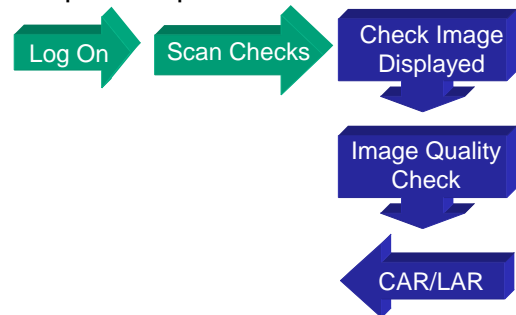 Log On
Scan Checks
Check Image
Displayed
Image Quality
Check
CAR/LAR